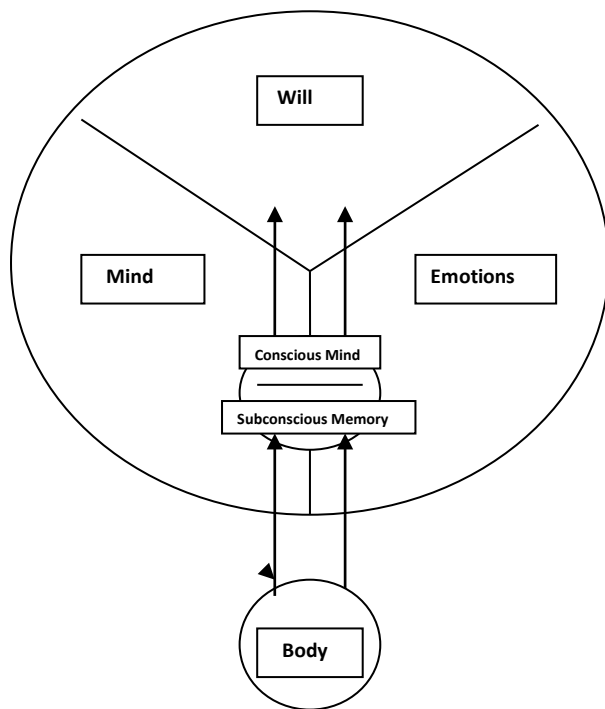 Will
Mind
Emotions
Conscious Mind
Subconscious Memory
Body